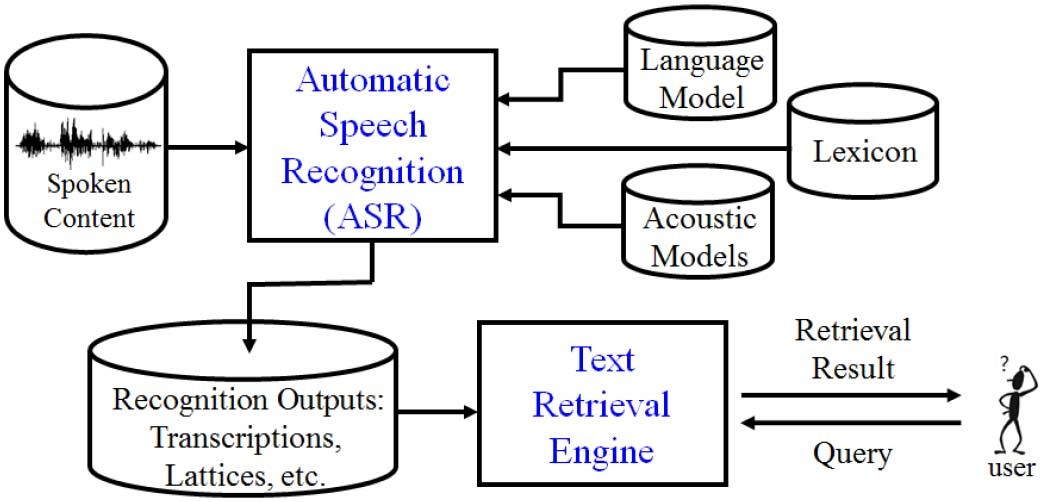 Spoken
Content
Automatic
Speech
Recognition
(ASR)
Language
Model
Lexicon
Acoustic
Models
Recognition Outputs:
Transcriptions,
Lattices, etc.
Text
Retrieval
Engine
Retrieval
Result
Query
?
user